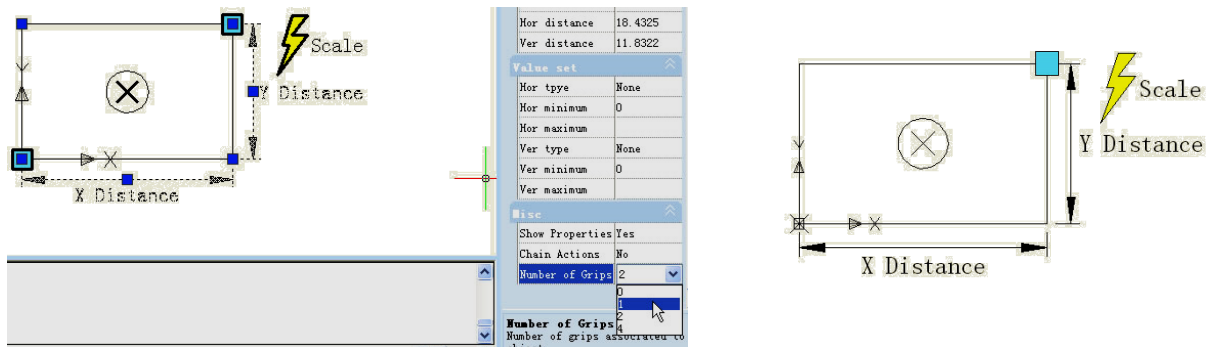 Scale
Y Distance
X
X Distance
Hor distance 18.4325
Ver distance 11.8322
Value set
Hor tpye None
Hor minimum 0
Hor maximum
Ver type None
Ver minimum 0
Ver maximum
Misc
Show Properties Yes
Chain Actions No
Number of Grips 2
0
1
2
4
Number of Grips
Number of grips associated to
Scale
Y Distance
X
X Distance